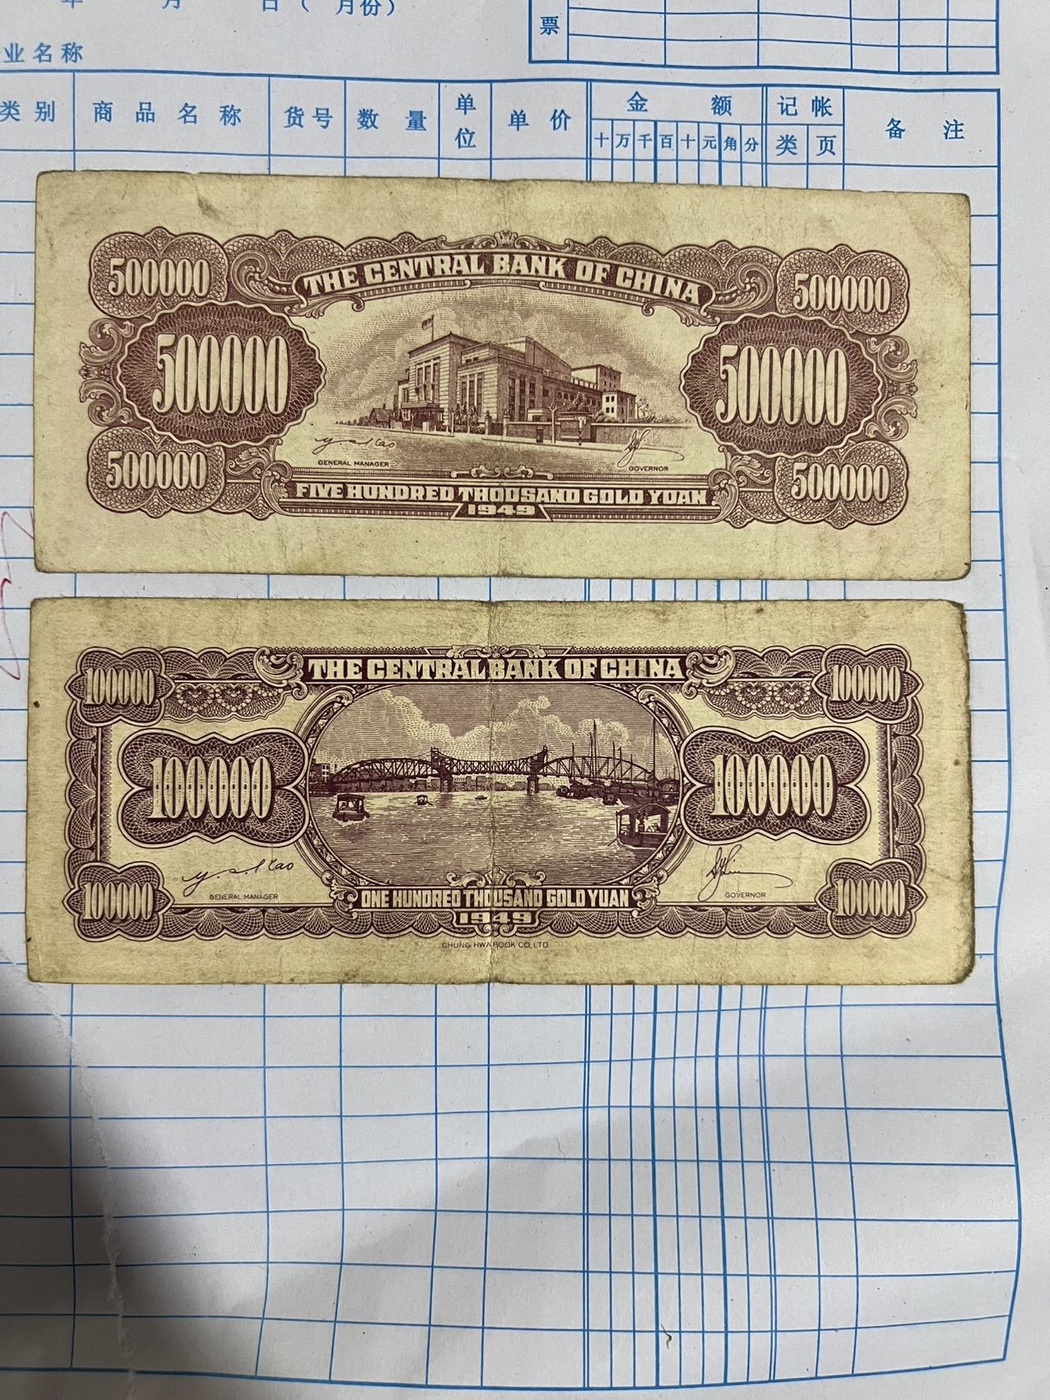 年 月 日（ 月份）
票
业名称
类别 商品名称 货号 数量 单位 单价 金额 记帐 备注
十万千百十元角分 类 页
THE CENTRAL BANK OF CHINA
500000 500000
500000 500000
GENERAL MANAGER GOVERNOR
500000 500000
FIVE HUNDRED THOUSAND GOLD YUAN
1949
THE CENTRAL BANK OF CHINA
100000 100000
100000 100000
GENERAL MANAGER GOVERNOR
100000 100000
ONE HUNDRED THOUSAND GOLD YUAN
1949
CHUNG HWA BOOK CO., LTD.